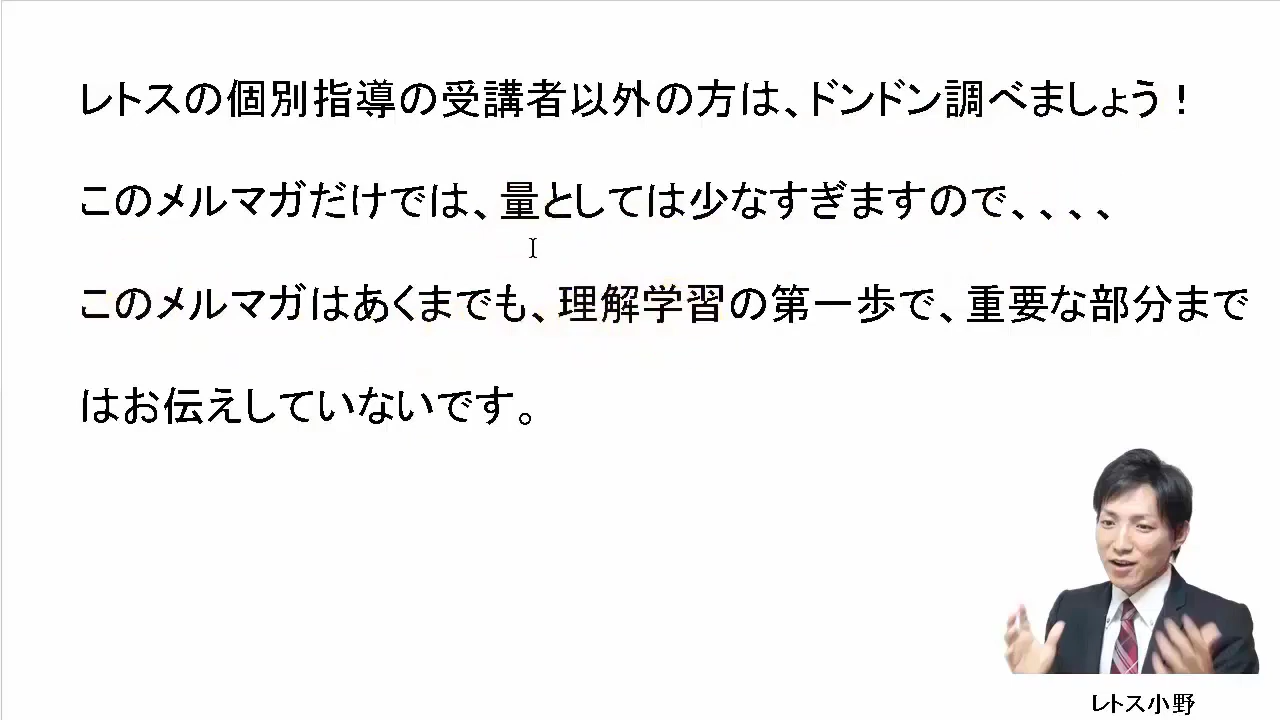 レトスの個別指導の受講者以外の方は、ドンドン調べましょう！
このメルマガだけでは、量としては少なすぎますので、、、、
このメルマガはあくまでも、理解学習の第一歩で、重要な部分まで
はお伝えしていないです。
レトス小野